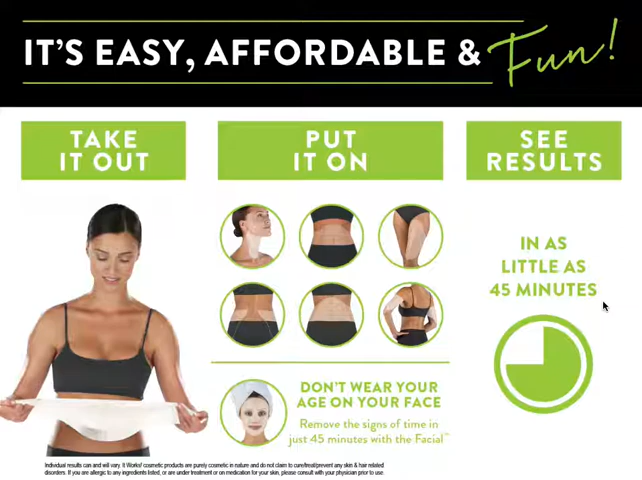 IT'S EASY, AFFORDABLE & Fun!
TAKE
IT OUT
PUT
IT ON
SEE
RESULTS
IN AS
LITTLE AS
45 MINUTES
DON'T WEAR YOUR
AGE ON YOUR FACE
Remove the signs of time in
just 45 minutes with the Facial™
Individual results can and will vary. It Works! cosmetic products are purely cosmetic in nature and do not claim to cure/treat/prevent any skin & hair related
disorders. If you are allergic to any ingredients listed, or are under treatment or on medication for your skin, please consult with your physician prior to use.